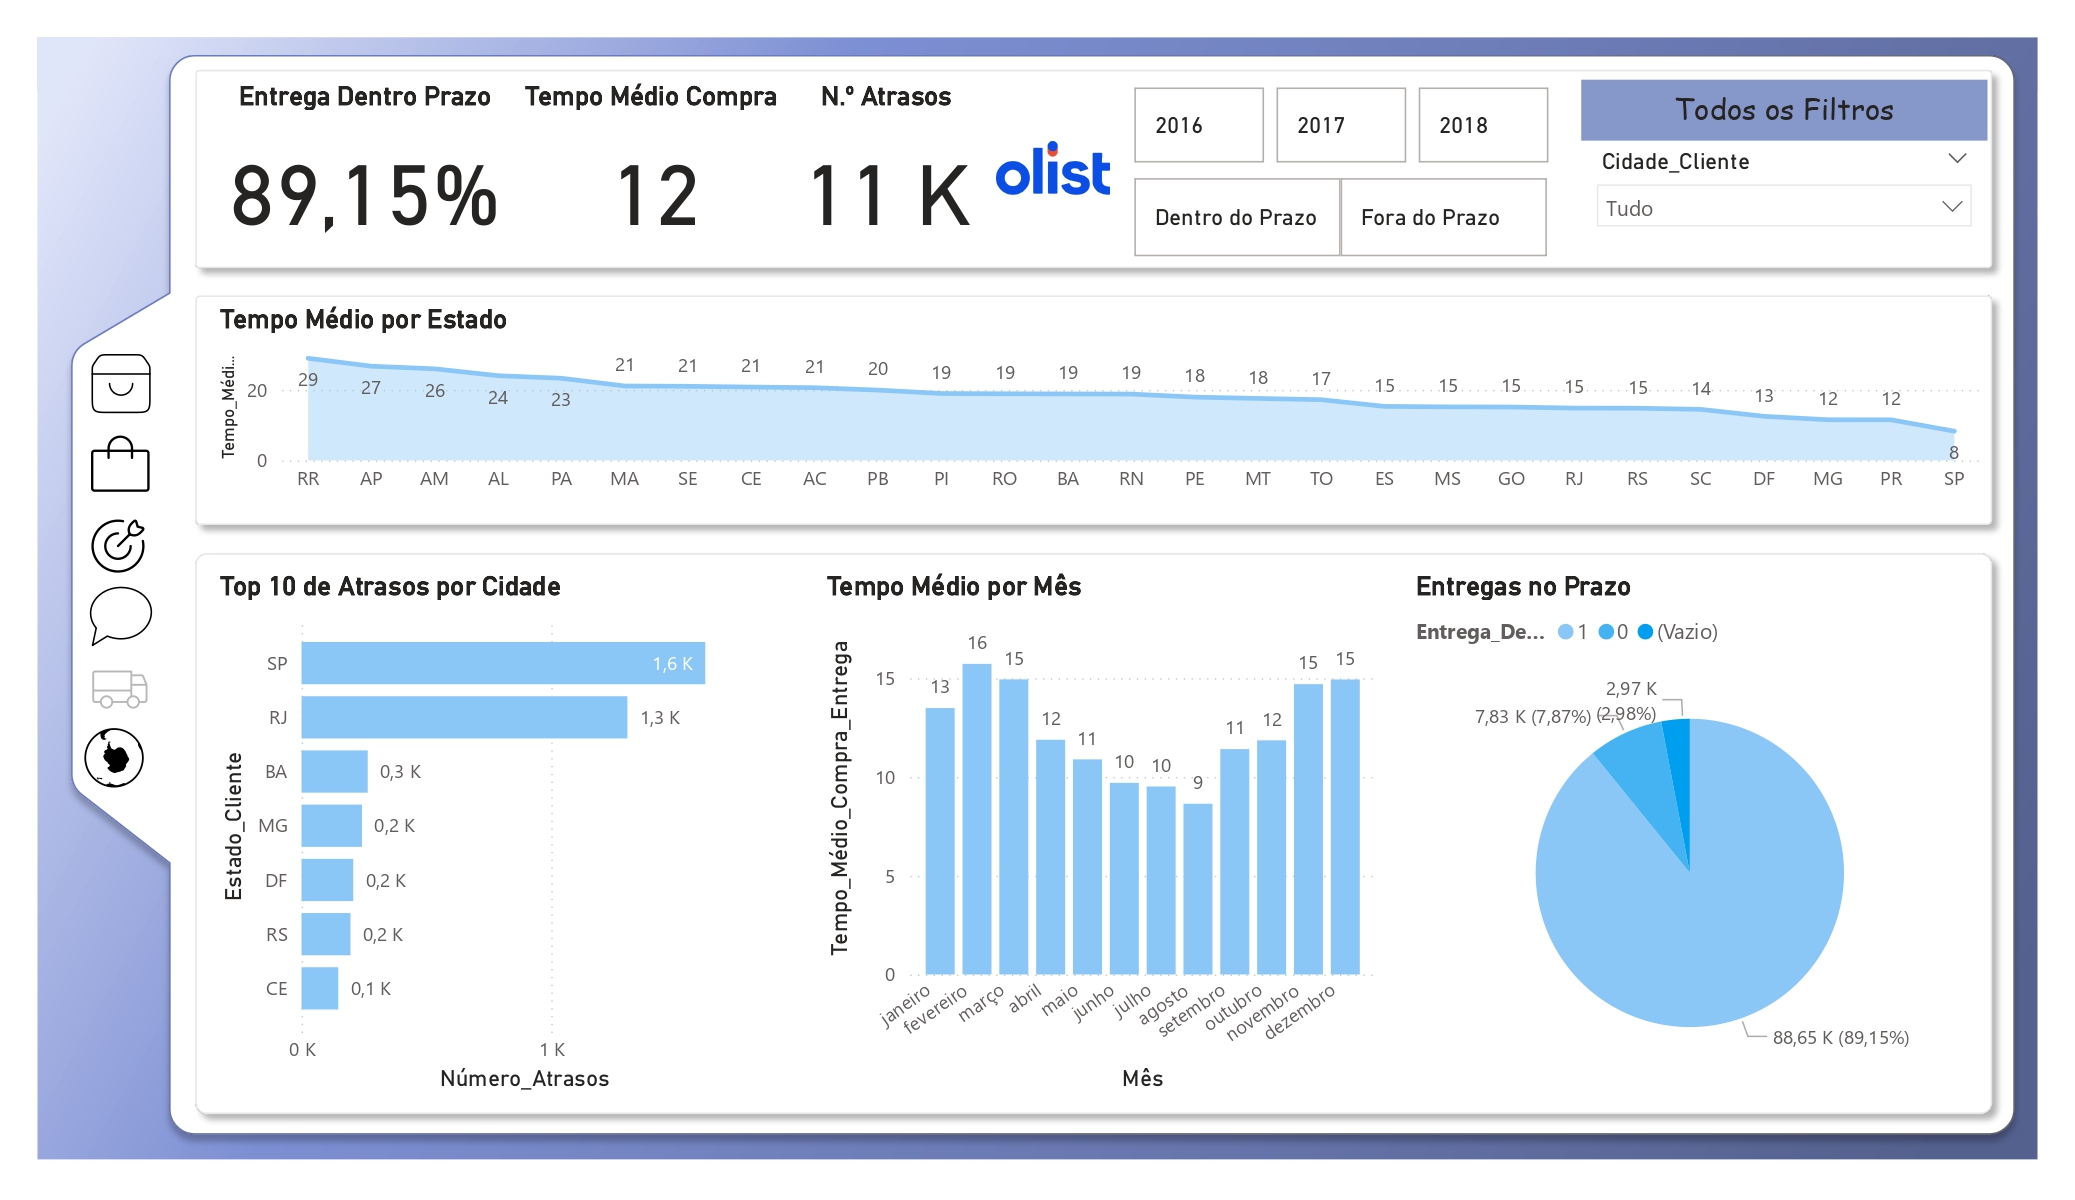 Entrega Dentro Prazo
89,15%
Tempo Médio Compra
12
N.º Atrasos
11 K
olist
2016
2017
2018
Dentro do Prazo
Fora do Prazo
Todos os Filtros
Cidade_Cliente
Tudo
Tempo Médio por Estado
Tempo_Médi...
20
0
29 27 26 24 23 21 21 21 21 20 19 19 19 19 18 18 17 15 15 15 15 15 14 13 12 12 8
RR AP AM AL PA MA SE CE AC PB PI RO BA RN PE MT TO ES MS GO RJ RS SC DF MG PR SP
Top 10 de Atrasos por Cidade
Estado_Cliente
SP 1,6 K
RJ 1,3 K
BA 0,3 K
MG 0,2 K
DF 0,2 K
RS 0,2 K
CE 0,1 K
0 K 1 K
Número_Atrasos
Tempo Médio por Mês
Tempo_Médio_Compra_Entrega
15
10
5
0
13 16 15 12 11 10 10 9 11 12 15 15
janeiro fevereiro março abril maio junho julho agosto setembro outubro novembro dezembro
Mês
Entregas no Prazo
Entrega_De... 1 0 (Vazio)
2,97 K
(2,98%)
7,83 K (7,87%)
88,65 K (89,15%)